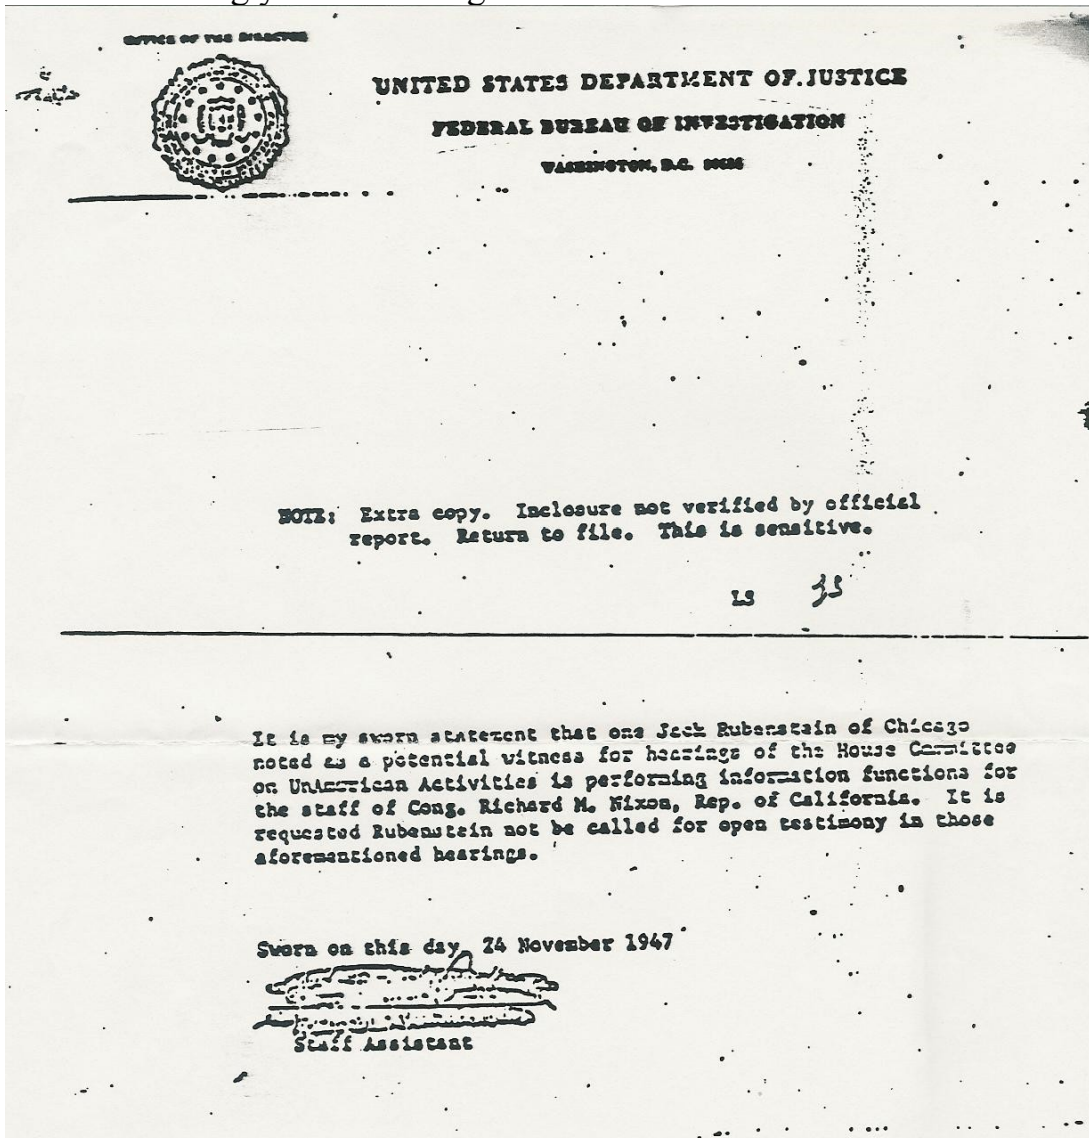 OFFICE OF THE DIRECTOR
UNITED STATES DEPARTMENT OF JUSTICE
FEDERAL BUREAU OF INVESTIGATION
WASHINGTON, D.C.
NOTE: Extra copy. Inclosure not verified by official
report. Return to file. This is sensitive.
LS
It is my sworn statement that one Jack Rubenstein of Chicago
noted as a potential witness for hearings of the House Committee
on UnAmerican Activities is performing information functions for
the staff of Cong. Richard M. Nixon, Rep. of California. It is
requested Rubenstein not be called for open testimony in those
aforementioned hearings.
Sworn on this day, 24 November 1947
Staff Assistant